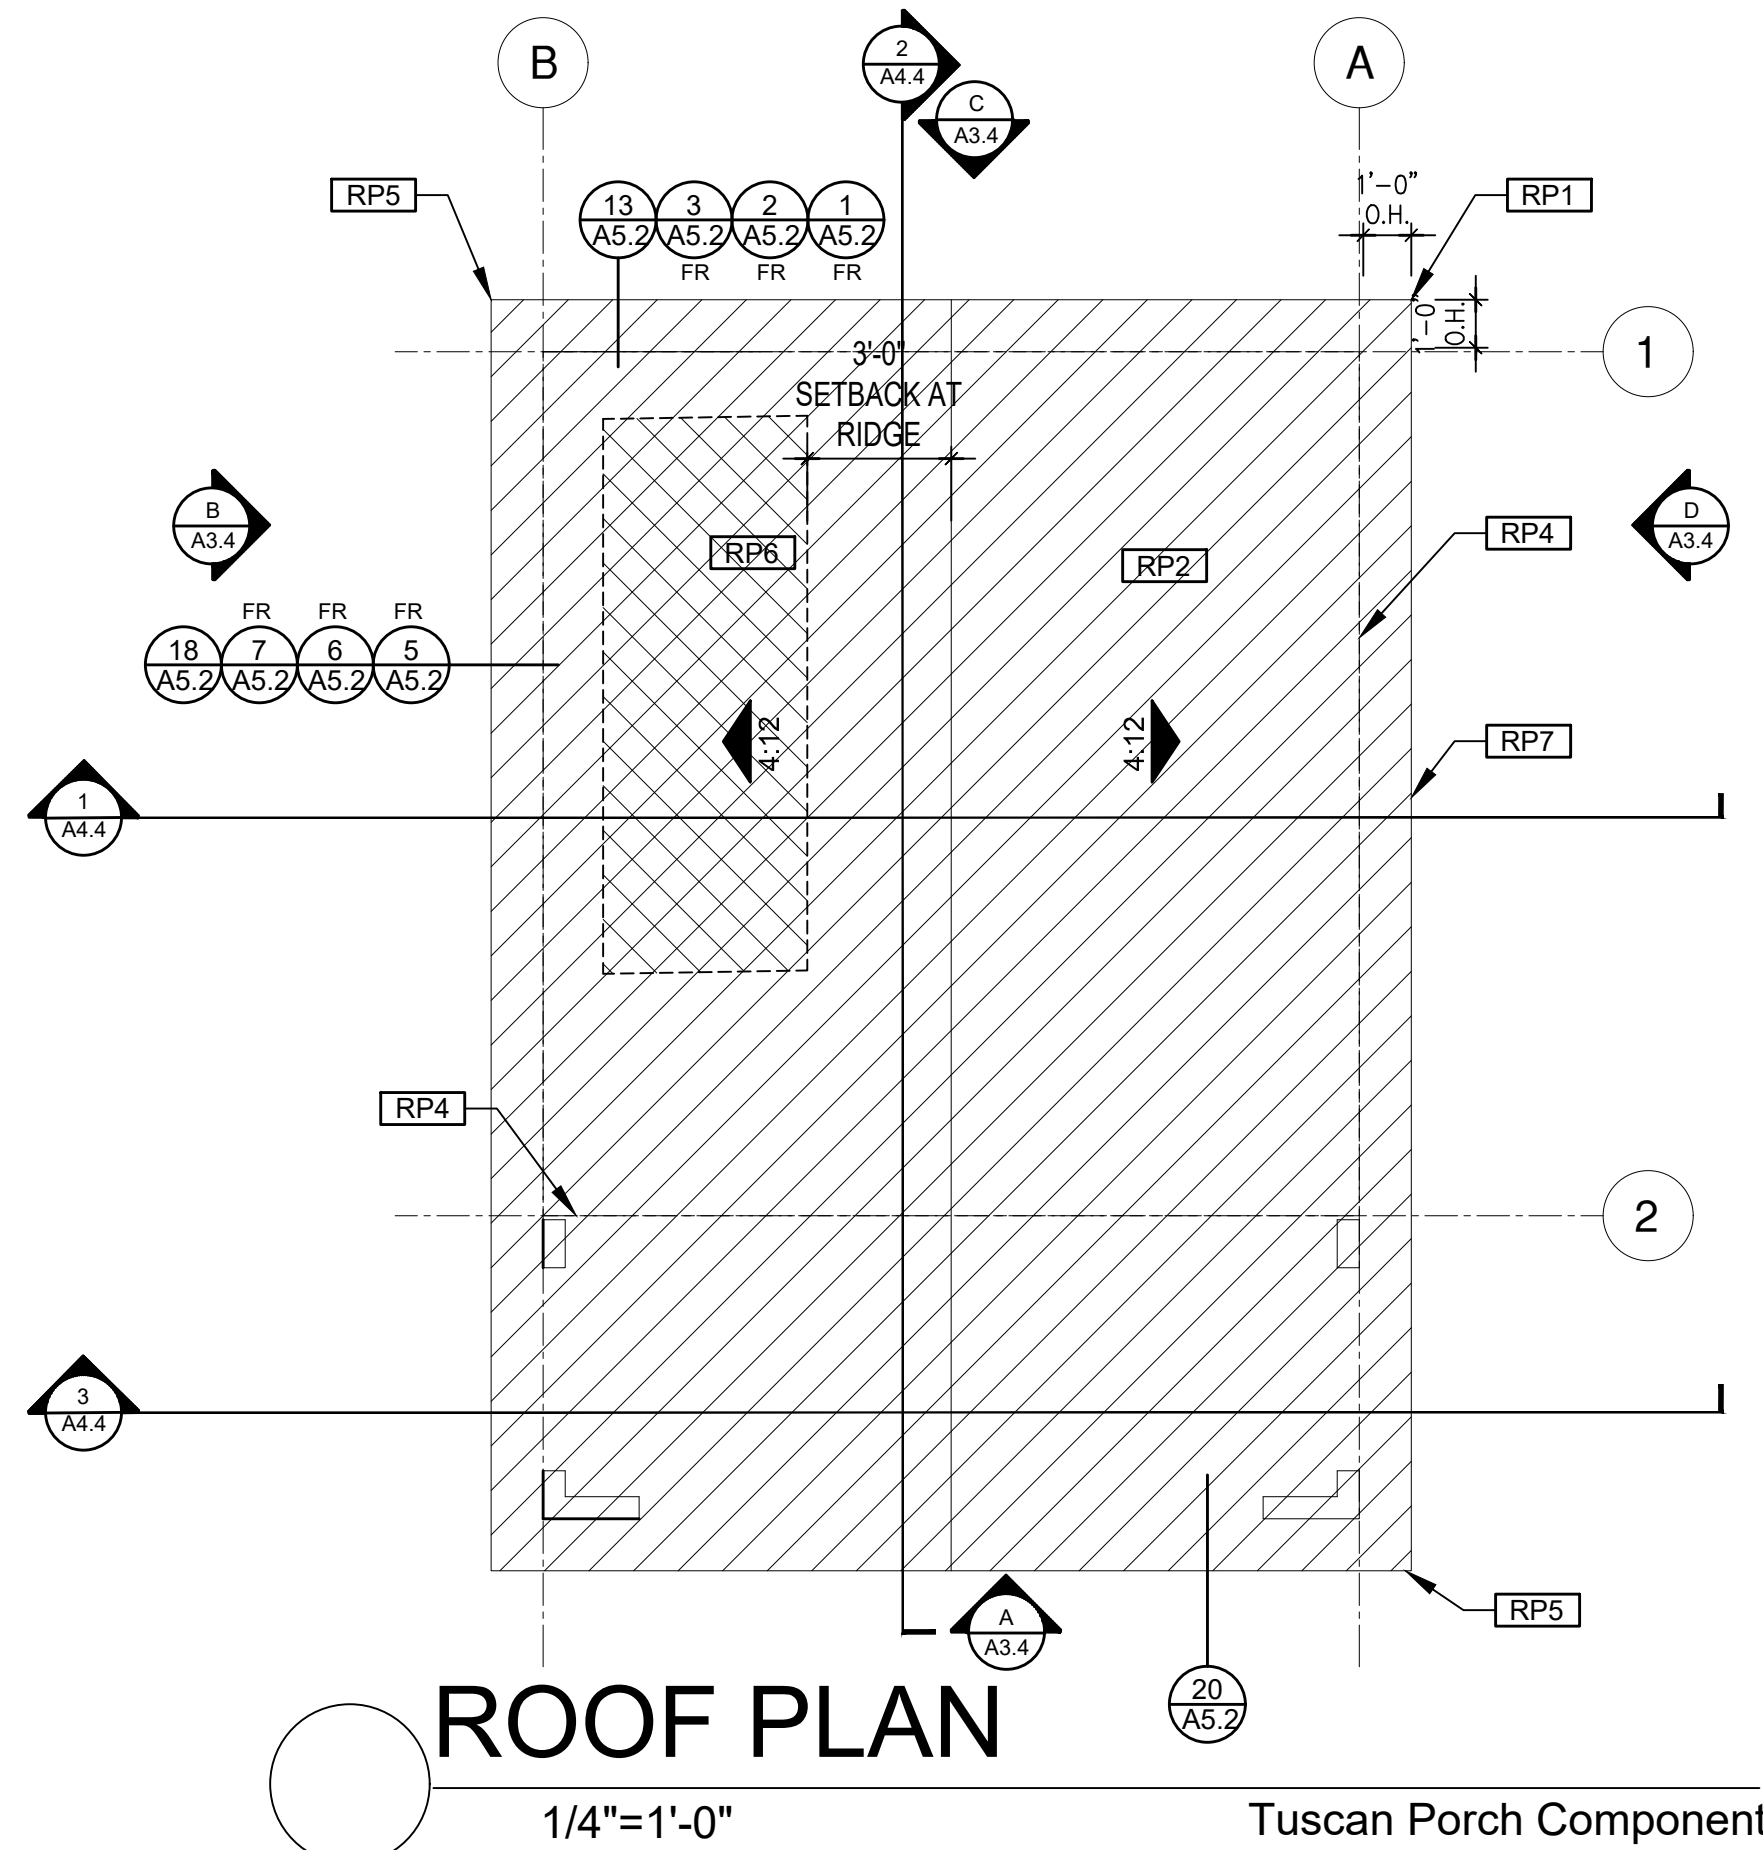 B
2
A4.4
A
C
A3.4
RP5
13
A5.2
3
A5.2
FR
2
A5.2
FR
1
A5.2
FR
1'-0"
O.H.
RP1
1'-0"
O.H.
1
3'-0"
SETBACK AT
RIDGE
B
A3.4
RP6
RP2
RP4
D
A3.4
FR
FR
FR
18
A5.2
7
A5.2
6
A5.2
5
A5.2
4:12
4:12
RP7
1
A4.4
RP4
2
3
A4.4
A
A3.4
RP5
20
A5.2
ROOF PLAN
1/4"=1'-0"
Tuscan Porch Component